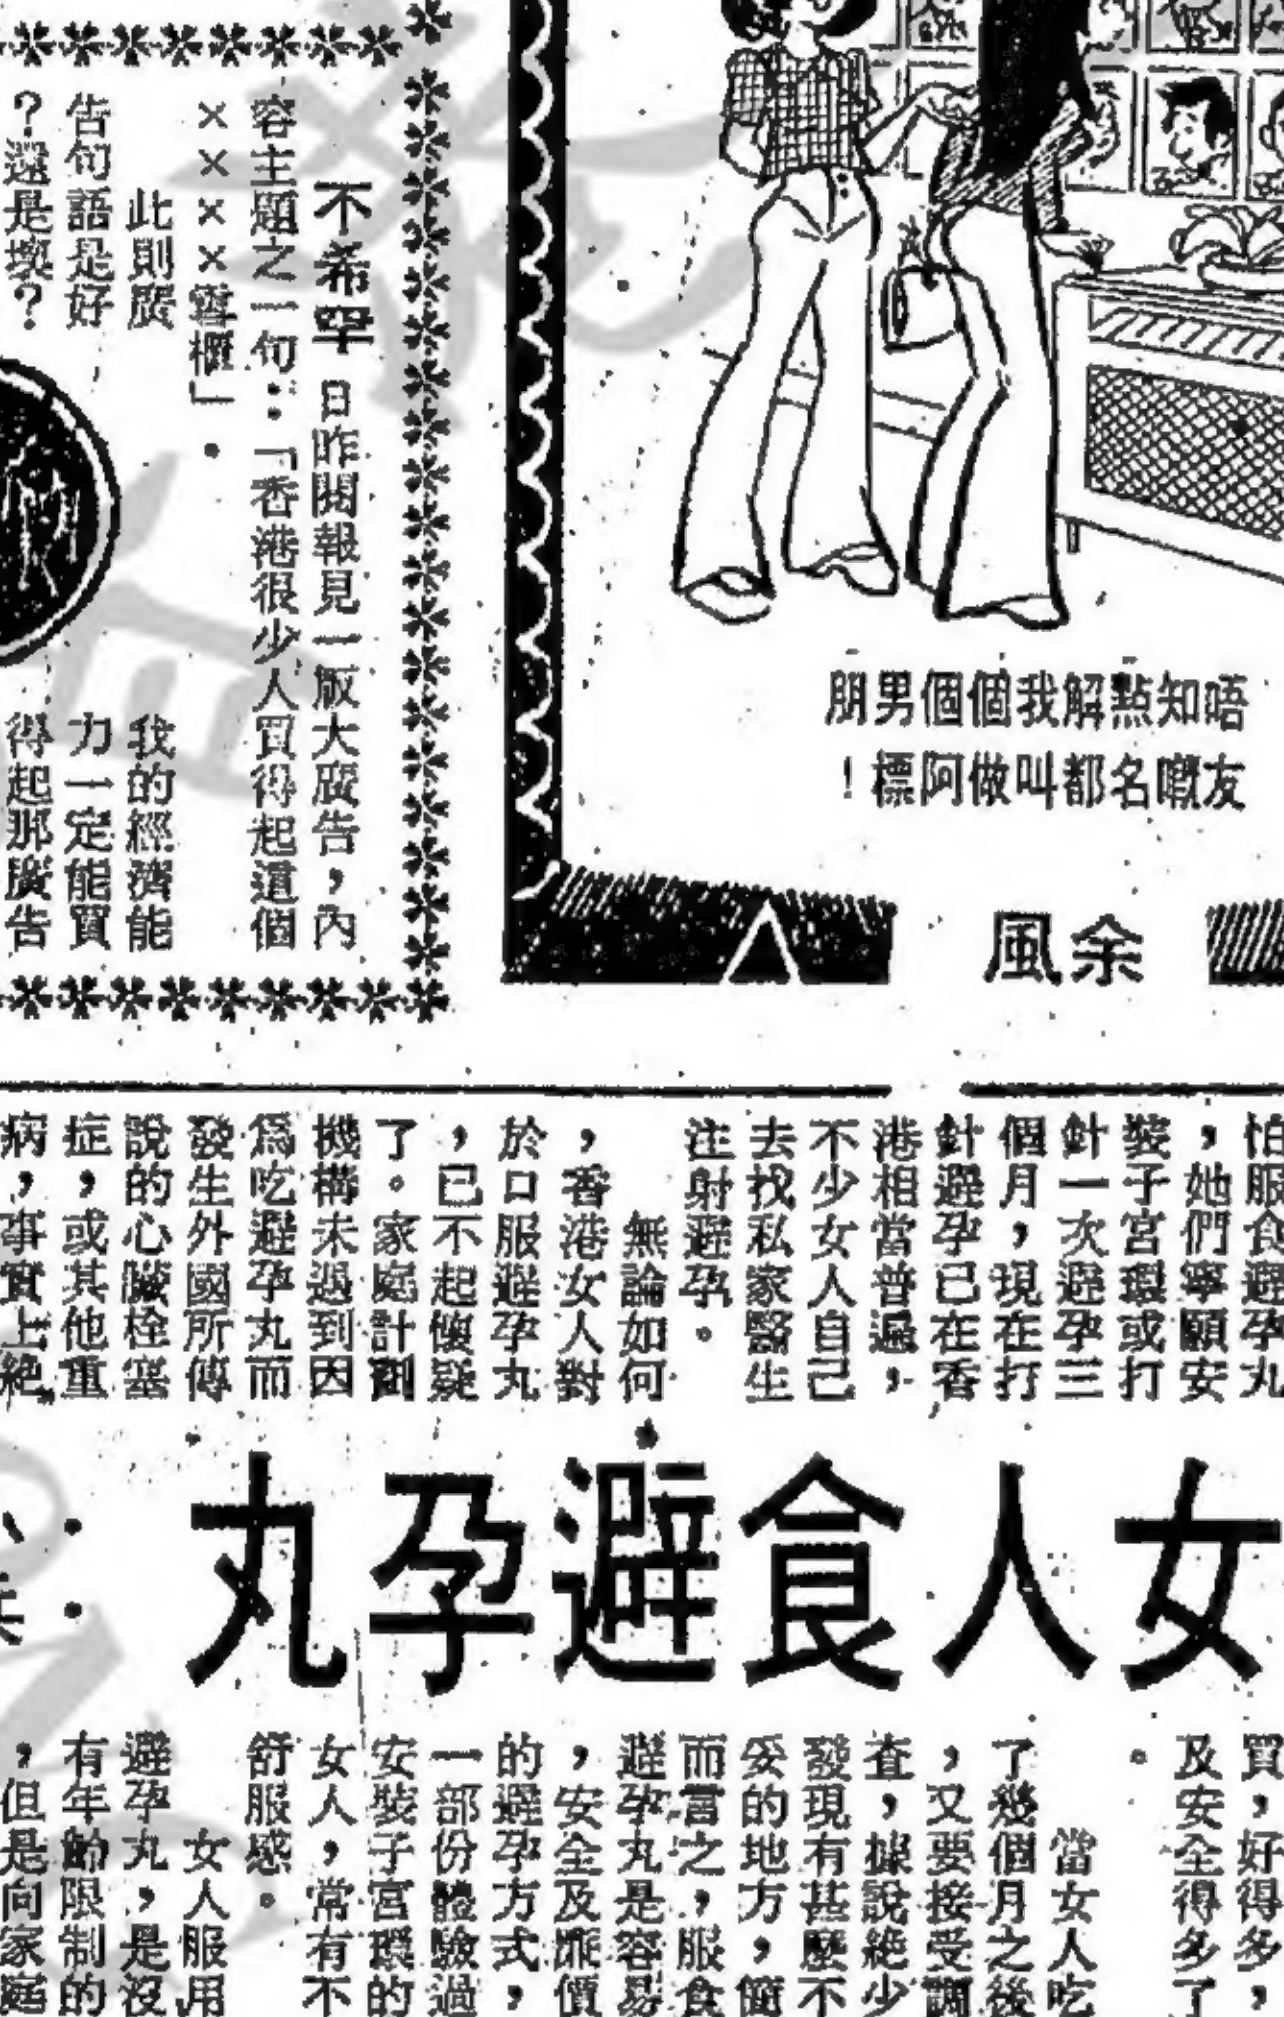 唔知點解我個個男朋
友嘅名都叫做阿標！
余風
不希罕 日昨閱報見一版大廣告，內
容主題之一句：「香港很少人買得起這個
××××雪櫃」．
此則廣
告句語是好
？還是壞？
我的經濟能
力一定能買
得起那廣告
怕服食避孕丸
，她們寧願安
裝子宮環或打
針一次避孕三
個月，現在打
針避孕已在香
港相當普遍，
不少女人自己
去找私家醫生
注射避孕。
無論如何
，香港女人對
於口服避孕丸
，已不起懷疑
了。家庭計劃
機構未遇到因
爲吃避孕丸而
發生外國所傳
說的心臟栓塞
症，或其他重
病，事實上絕
女人食避孕丸
買，好得多，
及安全得多了
。
當女人吃
了幾個月之後
，又要接受調
查，據說絕少
發現有甚麼不
妥的地方，簡
而言之，服食
避孕丸是容易
，安全及廉價
的避孕方式，
一部份體驗過
安裝子宮環的
女人，常有不
舒服感。
女人服用
避孕丸，是沒
有年齡限制的
，但是向家庭